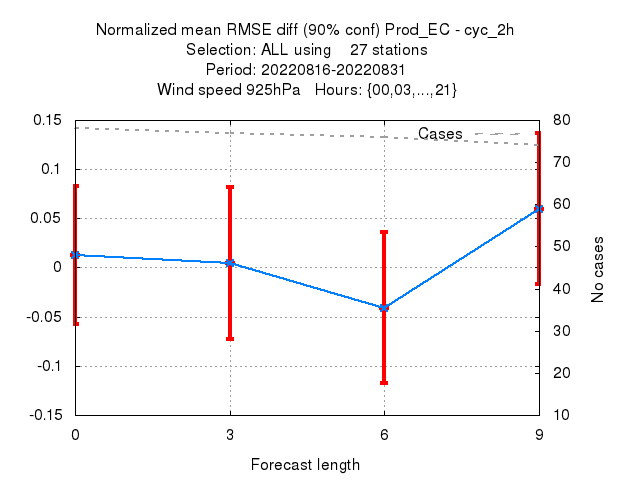 Normalized mean RMSE diff (90% conf) Prod_EC - cyc_2h
Selection: ALL using    27 stations
Period: 20220816-20220831
Wind speed 925hPa   Hours: {00,03,...,21}
0.15
0.1
0.05
0
-0.05
-0.1
-0.15
Cases
80
70
60
50
40
30
20
10
No cases
0 3 6 9
Forecast length